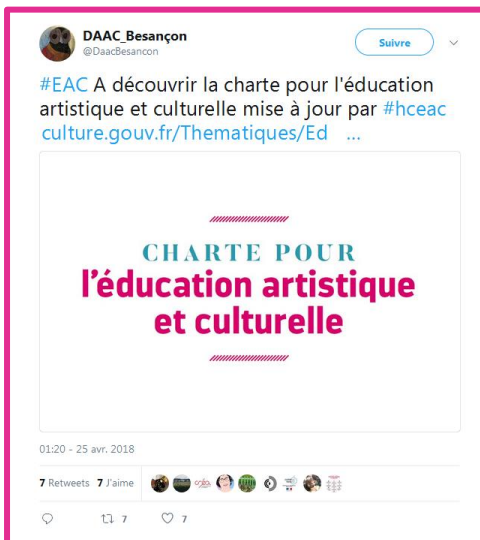 DAAC_Besançon
@DaacBesancon
Suivre
#EAC A découvrir la charte pour l'éducation
artistique et culturelle mise à jour par #hceac
culture.gouv.fr/Thematiques/Ed ...
CHARTE POUR
l'éducation artistique
et culturelle
01:20 - 25 avr. 2018
7 Retweets 7 J'aime
7 7